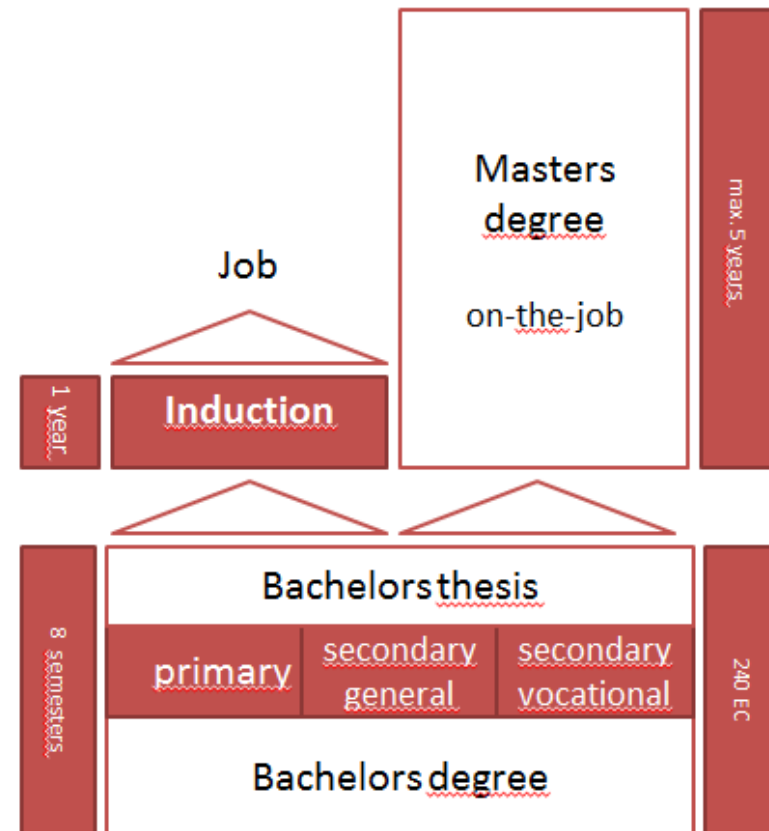 Masters
degree
on-the-job
max. 5 years
Job
1 year
Induction
Bachelors thesis
8 semesters
primary
secondary
general
secondary
vocational
240 EC
Bachelors degree